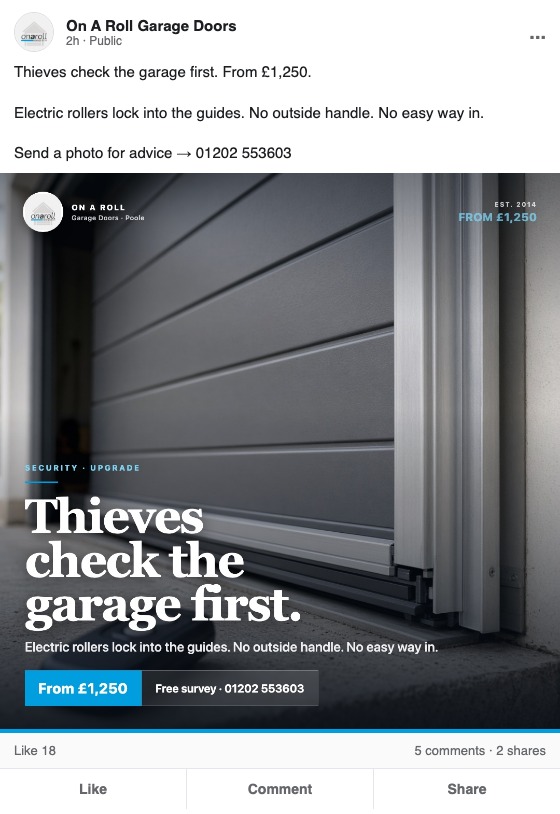 On A Roll Garage Doors
2h · Public
Thieves check the garage first. From £1,250.
Electric rollers lock into the guides. No outside handle. No easy way in.
Send a photo for advice → 01202 553603
onaroll
ON A ROLL
Garage Doors · Poole
EST. 2014
FROM £1,250
SECURITY · UPGRADE
Thieves
check the
garage first.
Electric rollers lock into the guides. No outside handle. No easy way in.
From £1,250
Free survey · 01202 553603
Like 18
5 comments · 2 shares
Like
Comment
Share